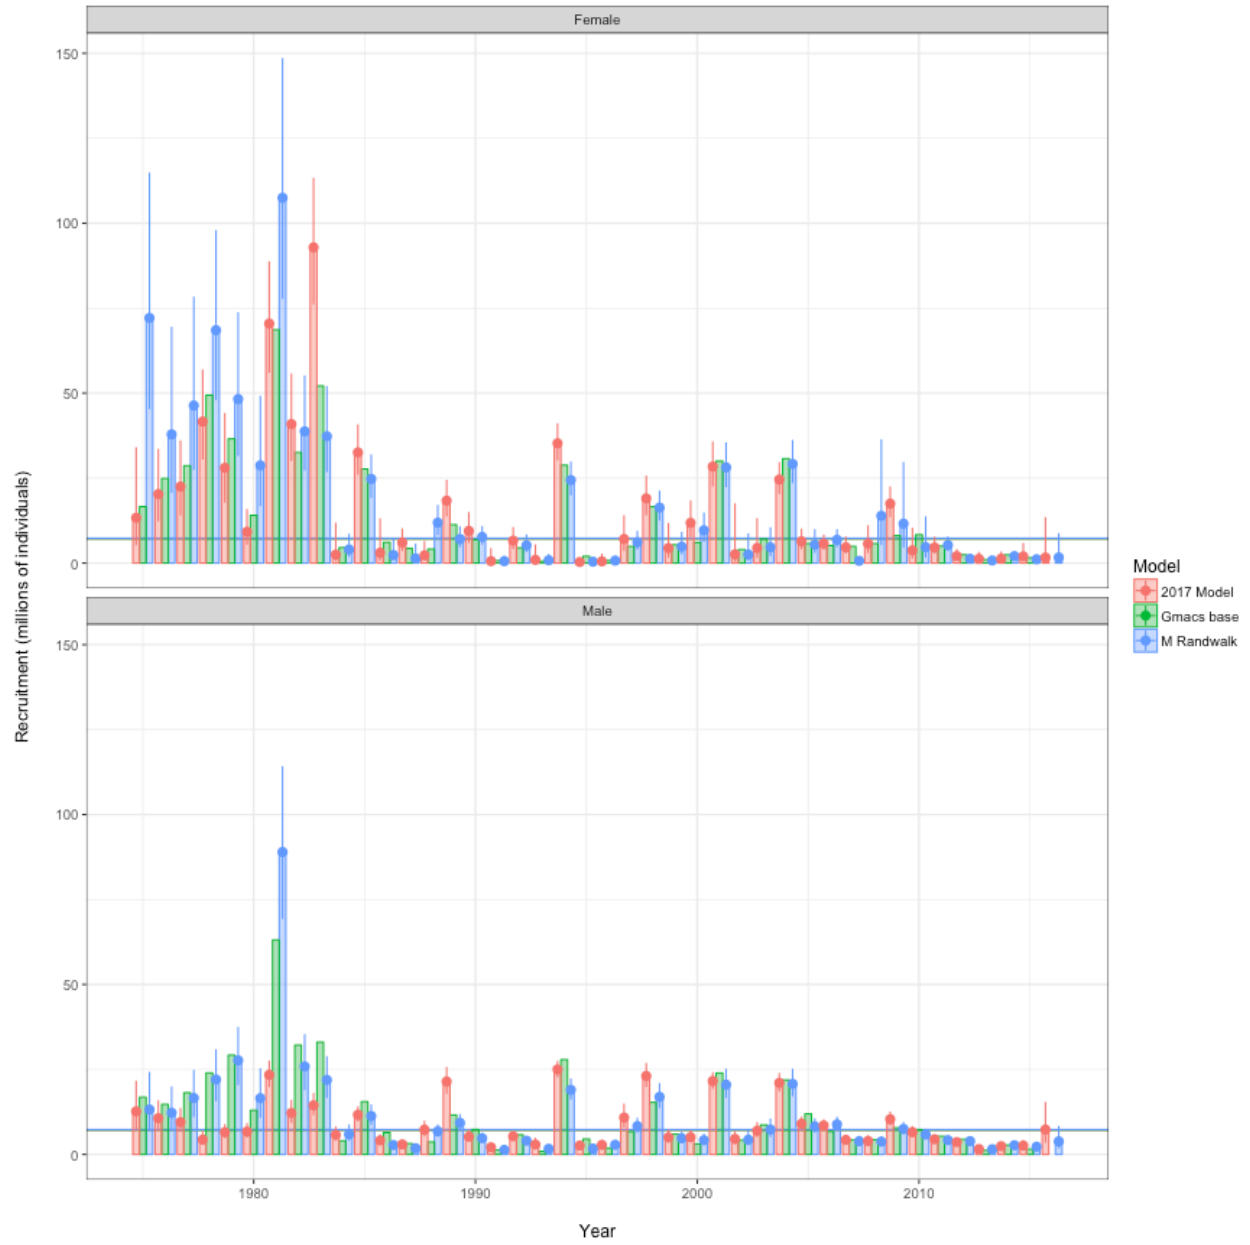 Female
150
100
50
0
Male
150
100
50
0
1980
1990
2000
2010
Year
Recruitment (millions of individuals)
Model
2017 Model
Gmacs base
M Randwalk